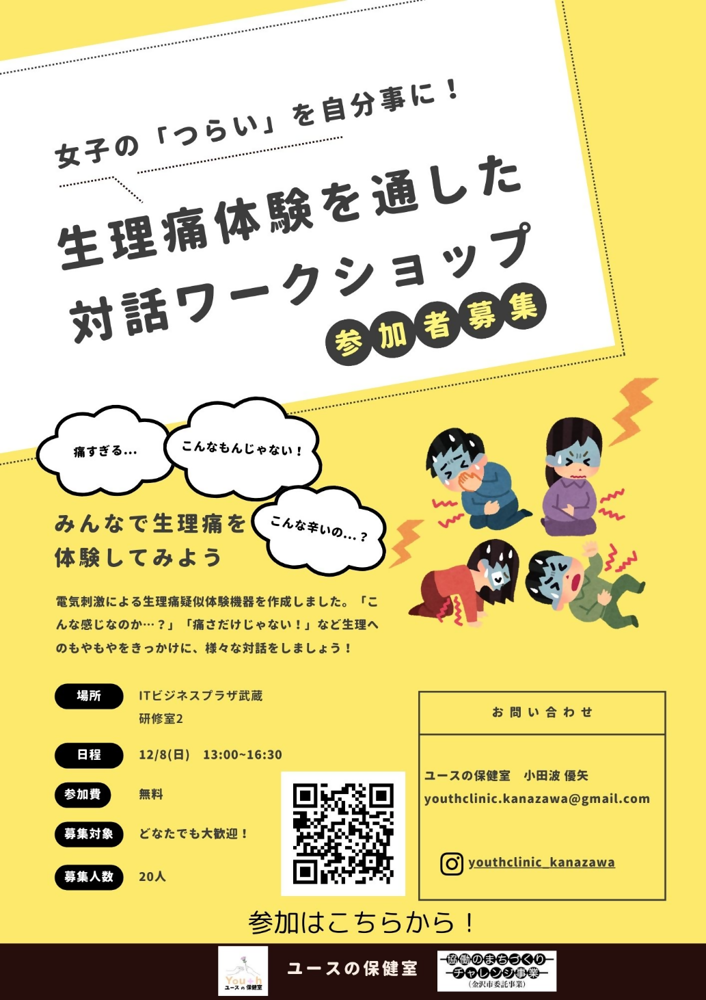 女子の「つらい」を自分事に！
生理痛体験を通した
対話ワークショップ
参加者募集
痛すぎる...
こんなもんじゃない！
こんな辛いの...？
みんなで生理痛を
体験してみよう
電気刺激による生理痛疑似体験機器を作成しました。「こ
んな感じなのか…？」「痛さだけじゃない！」など生理へ
のもやもやをきっかけに、様々な対話をしましょう！
場所 ITビジネスプラザ武蔵
研修室2
日程 12/8(日) 13:00~16:30
参加費 無料
募集対象 どなたでも大歓迎！
募集人数 20人
お問い合わせ
ユースの保健室 小田波 優矢
youthclinic.kanazawa@gmail.com
youthclinic_kanazawa
参加はこちらから！
You+h
ユースの保健室
ユースの保健室
協働のまちづくり
チャレンジ事業
(金沢市委託事業)